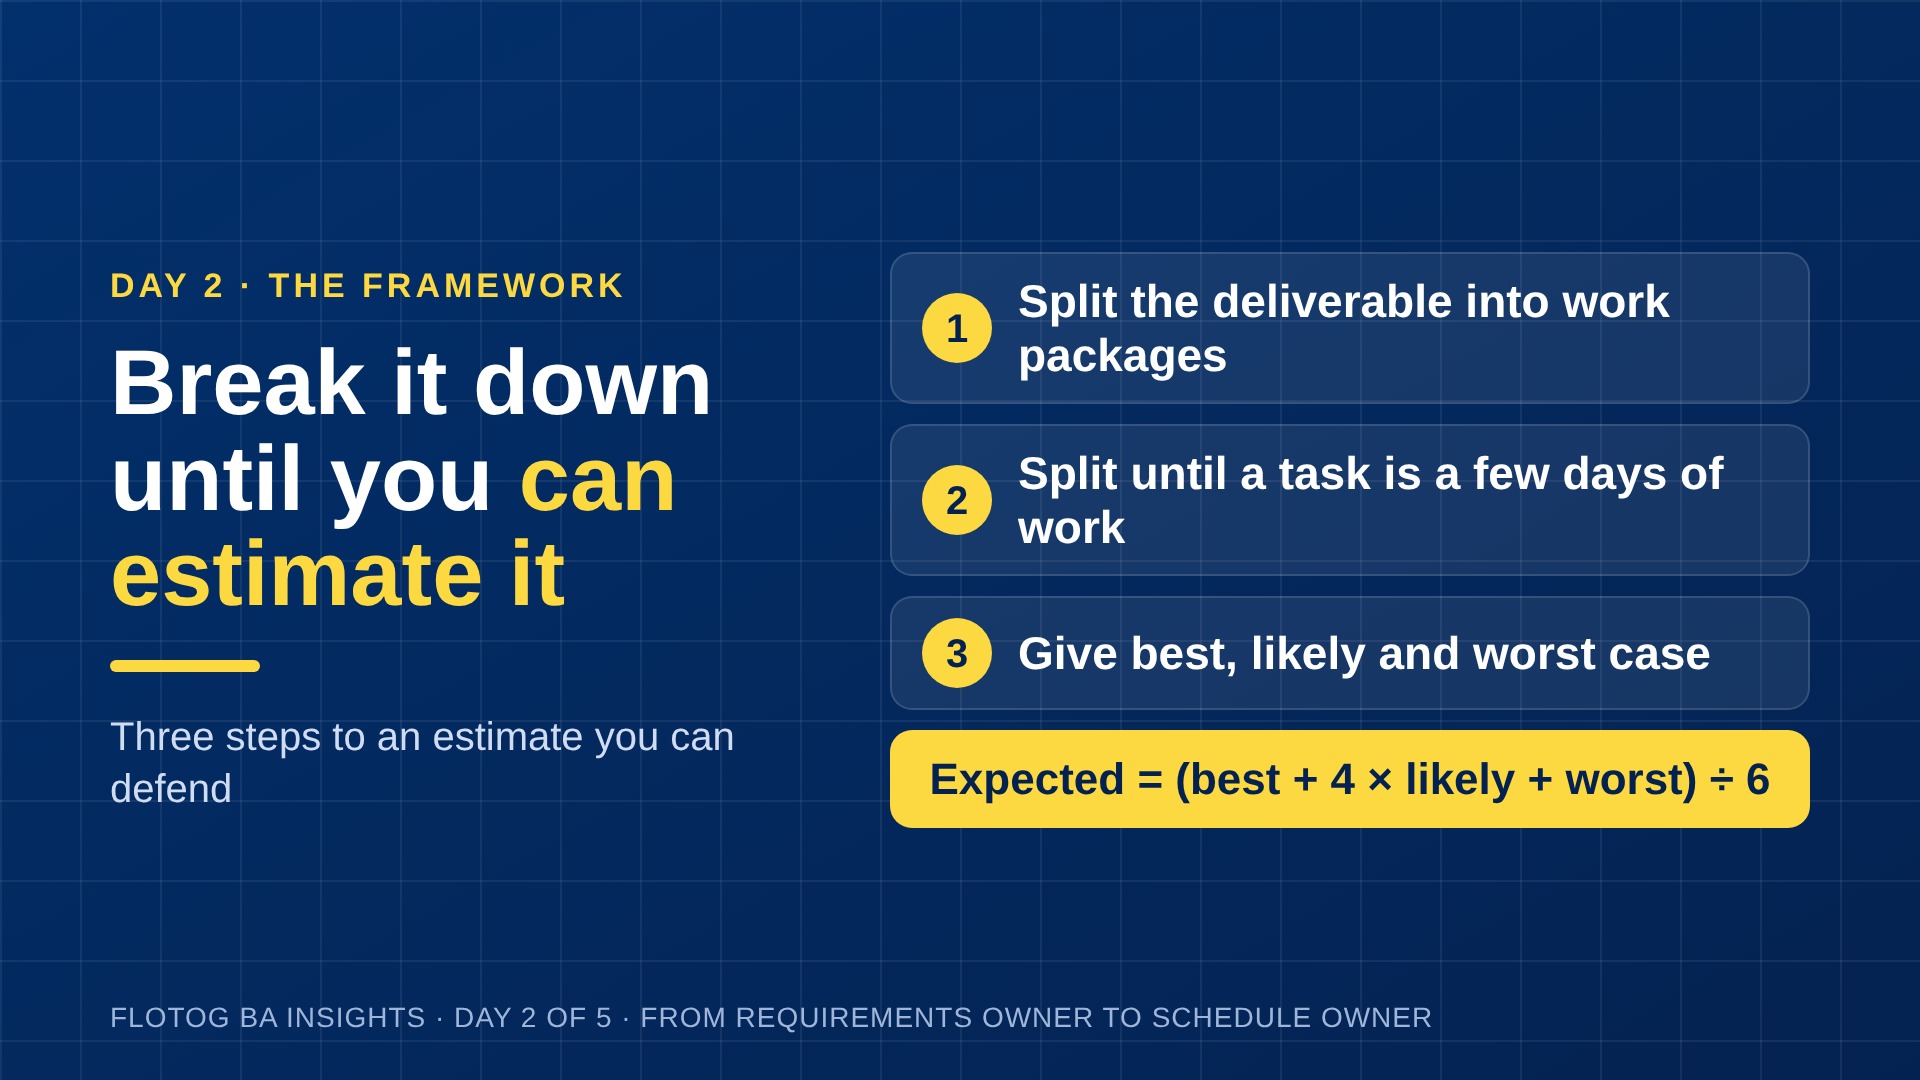 DAY 2 · THE FRAMEWORK
Break it down
until you can
estimate it
Three steps to an estimate you can
defend
1
Split the deliverable into work
packages
2
Split until a task is a few days of
work
3
Give best, likely and worst case
Expected = (best + 4 × likely + worst) ÷ 6
FLOTOG BA INSIGHTS · DAY 2 OF 5 · FROM REQUIREMENTS OWNER TO SCHEDULE OWNER